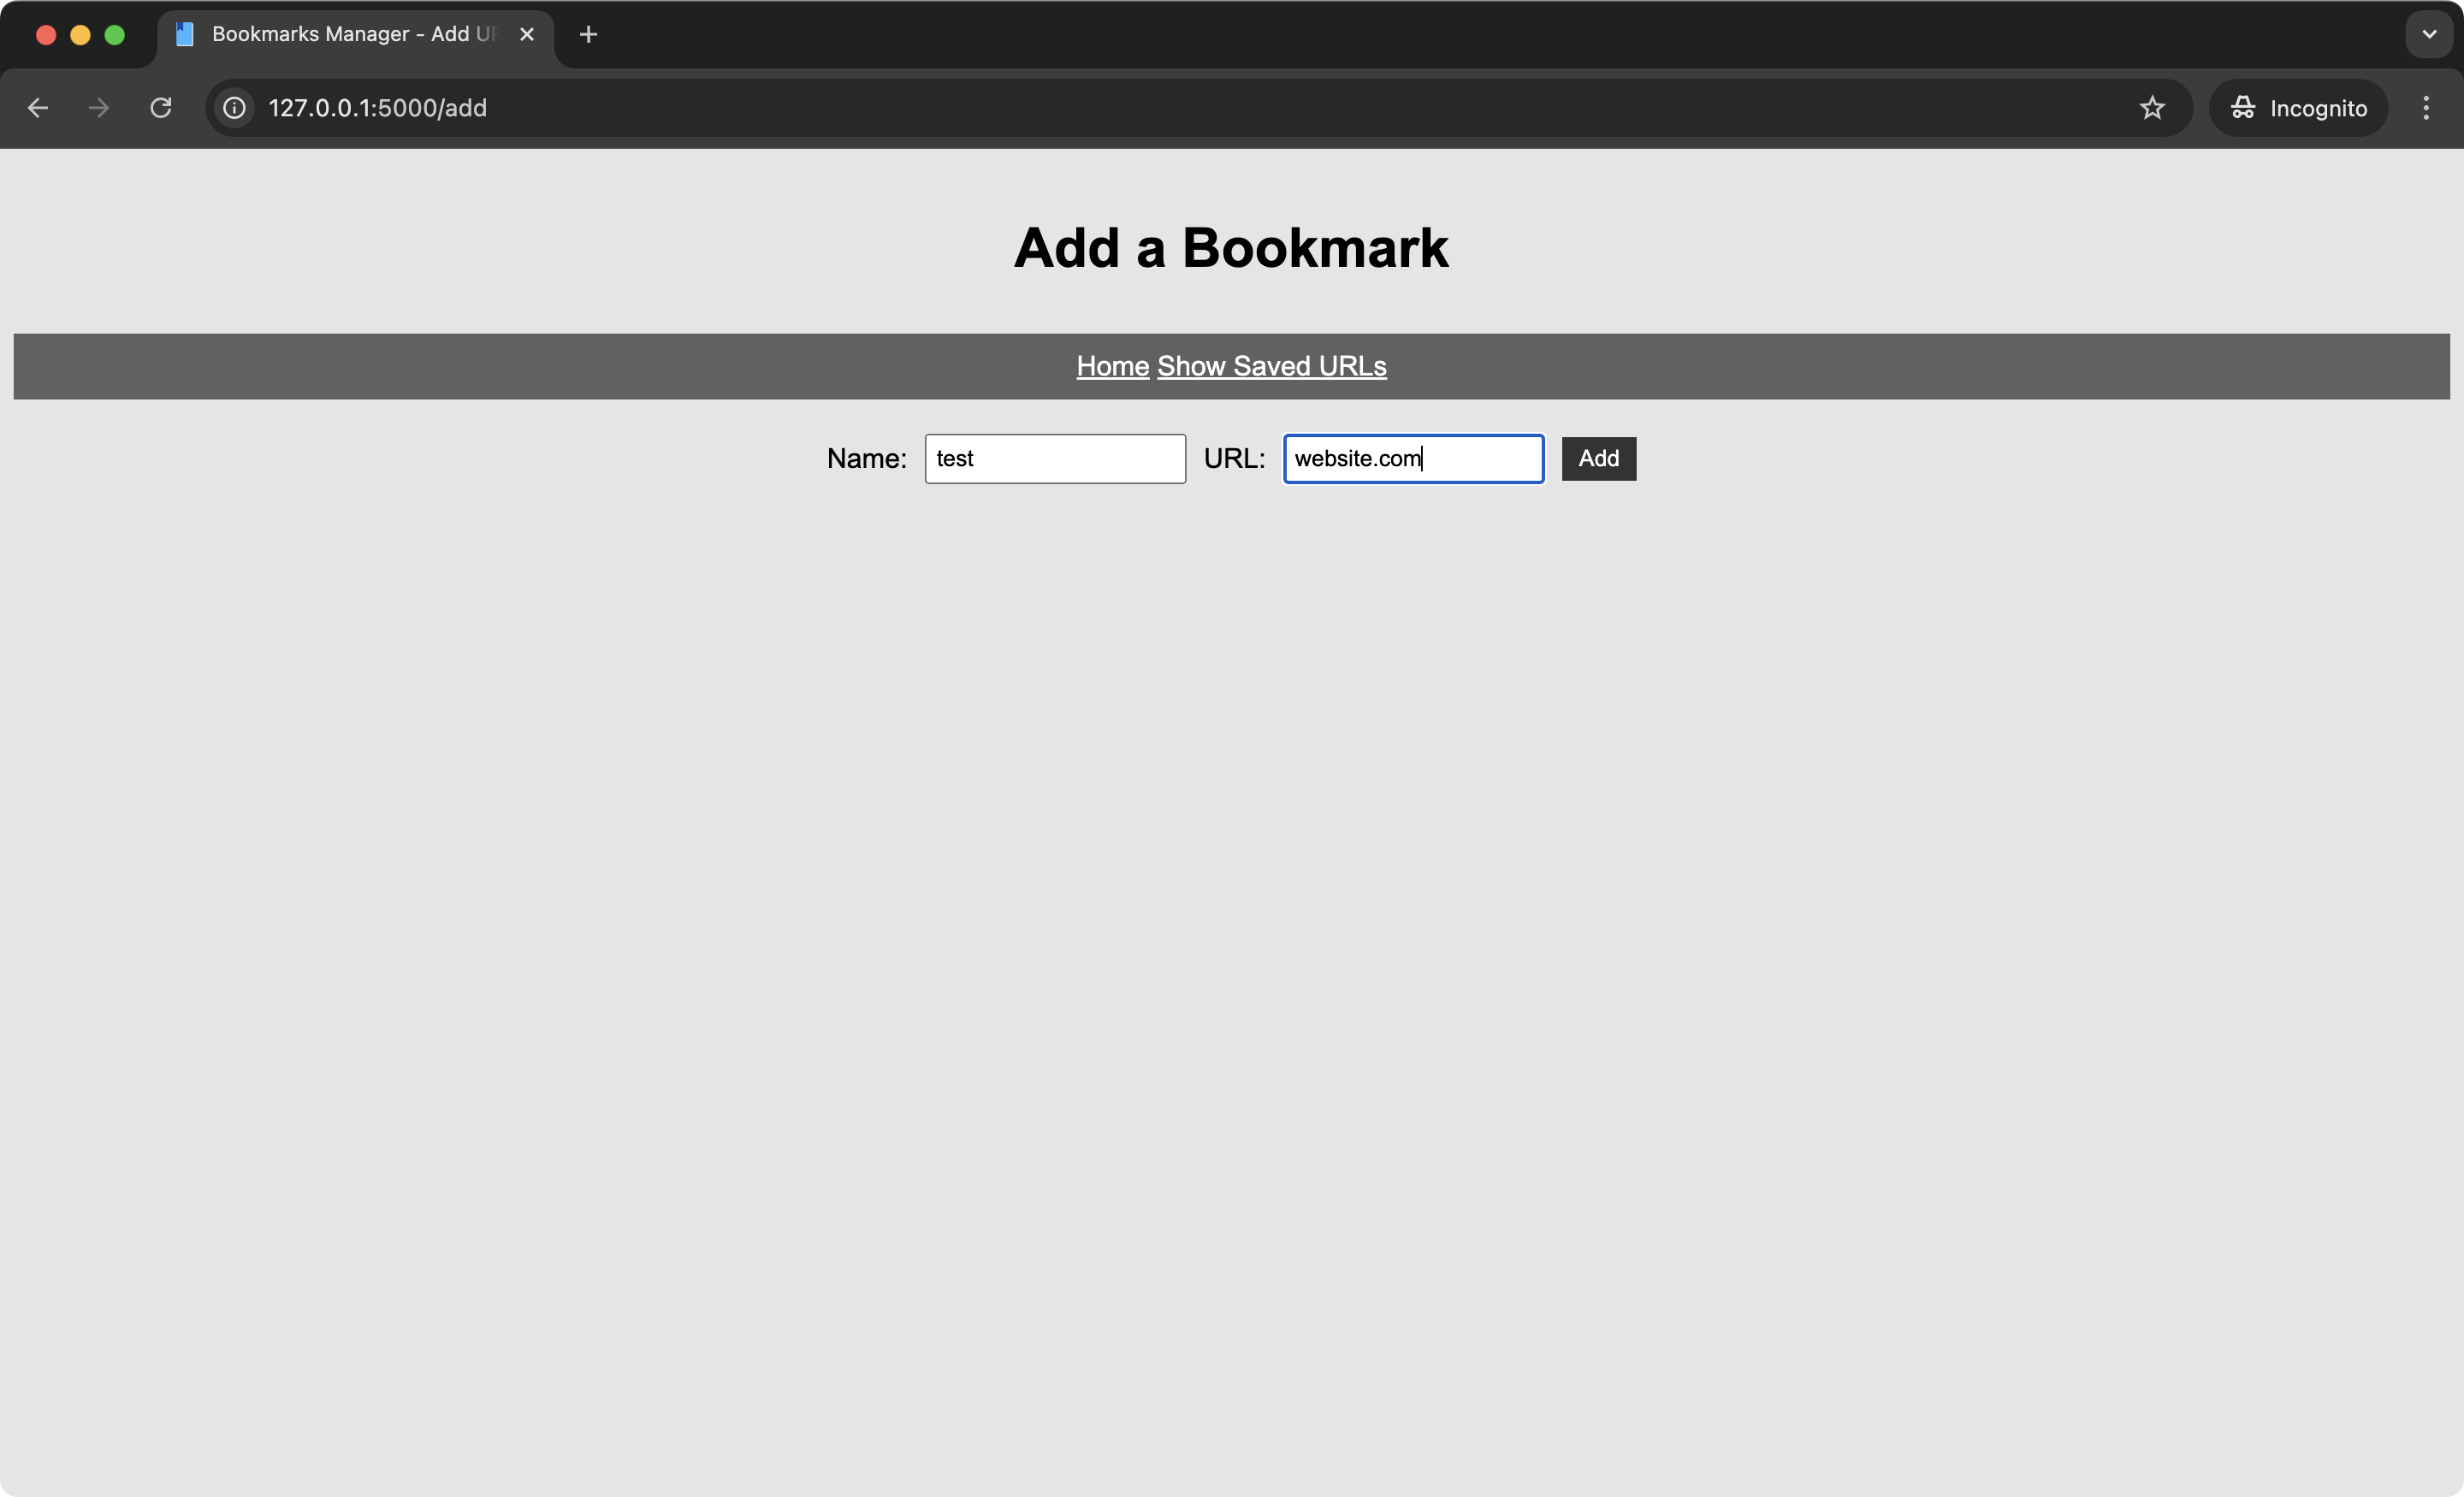 Bookmarks Manager - Add U
127.0.0.1:5000/add
Incognito
Add a Bookmark
Home Show Saved URLs
Name: test URL: website.com Add